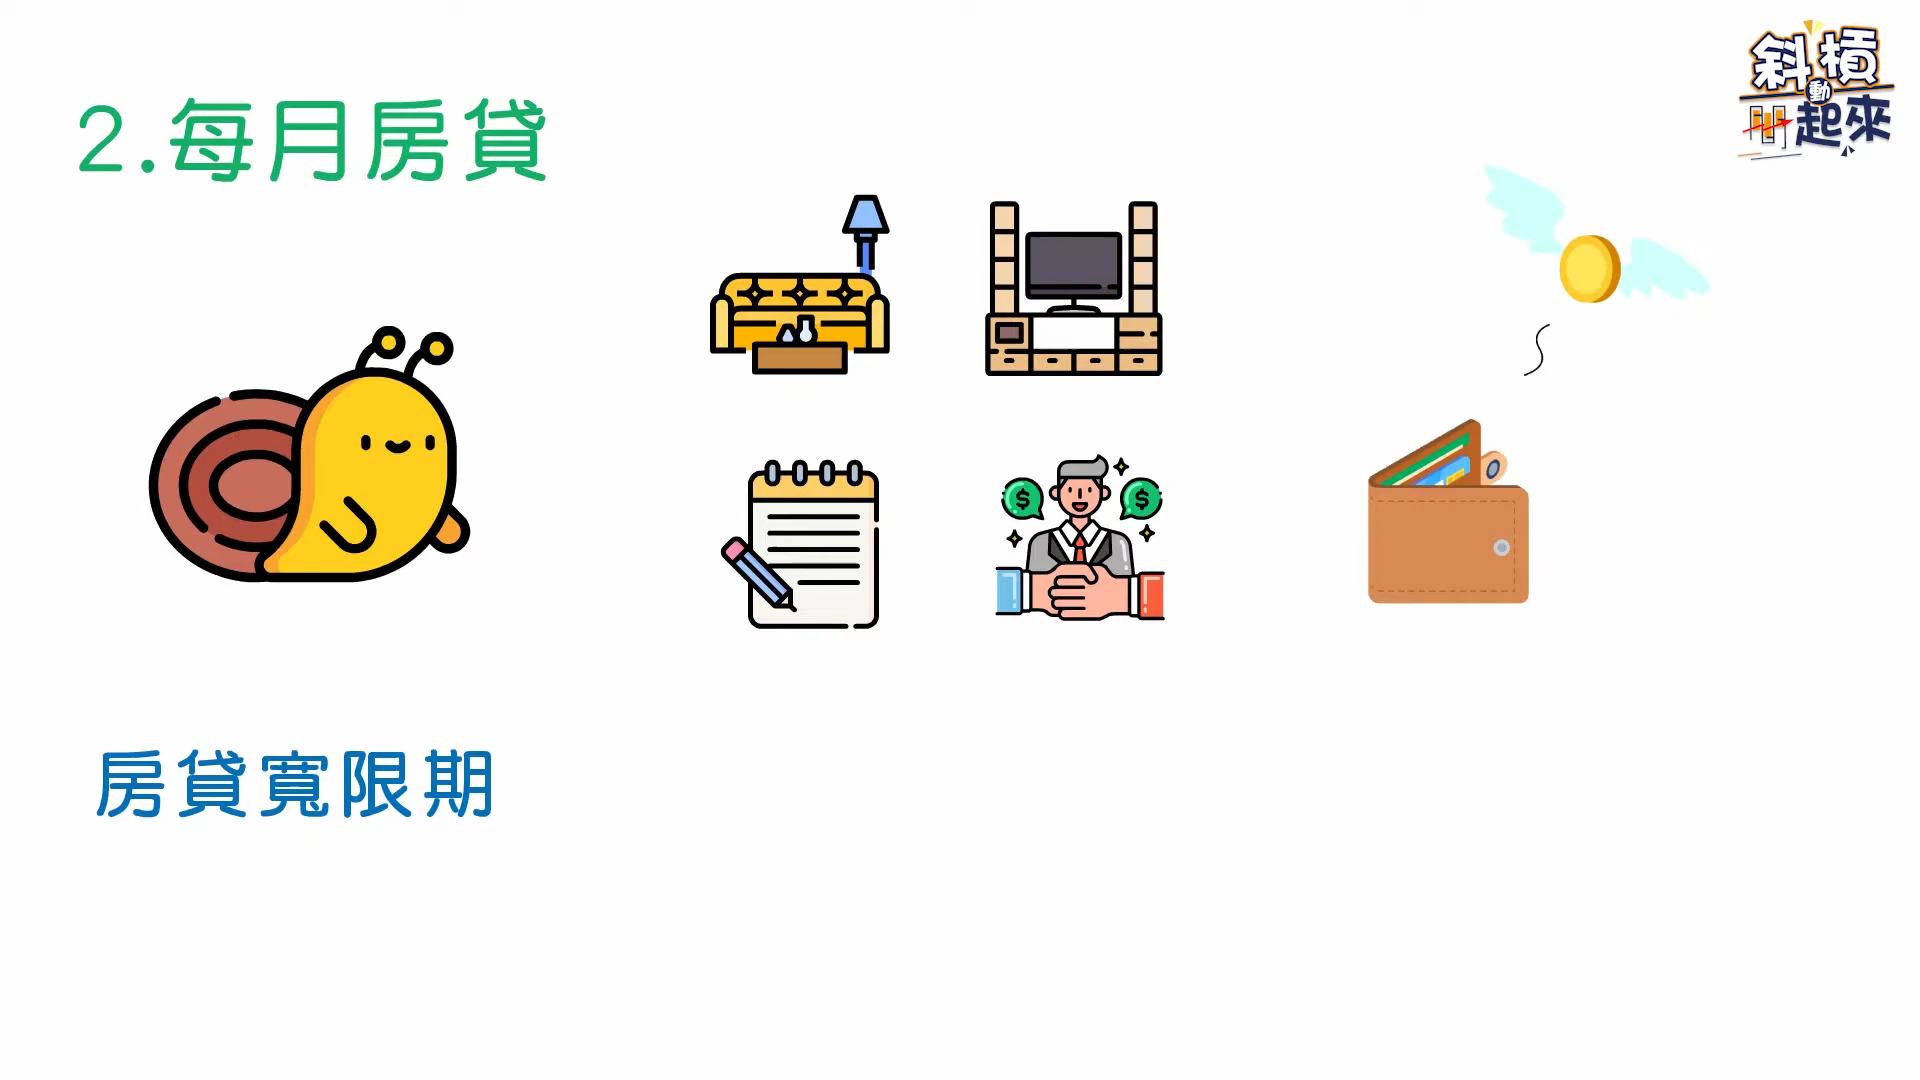 2.每月房貸
斜槓
動
起來
$ $
房貸寬限期